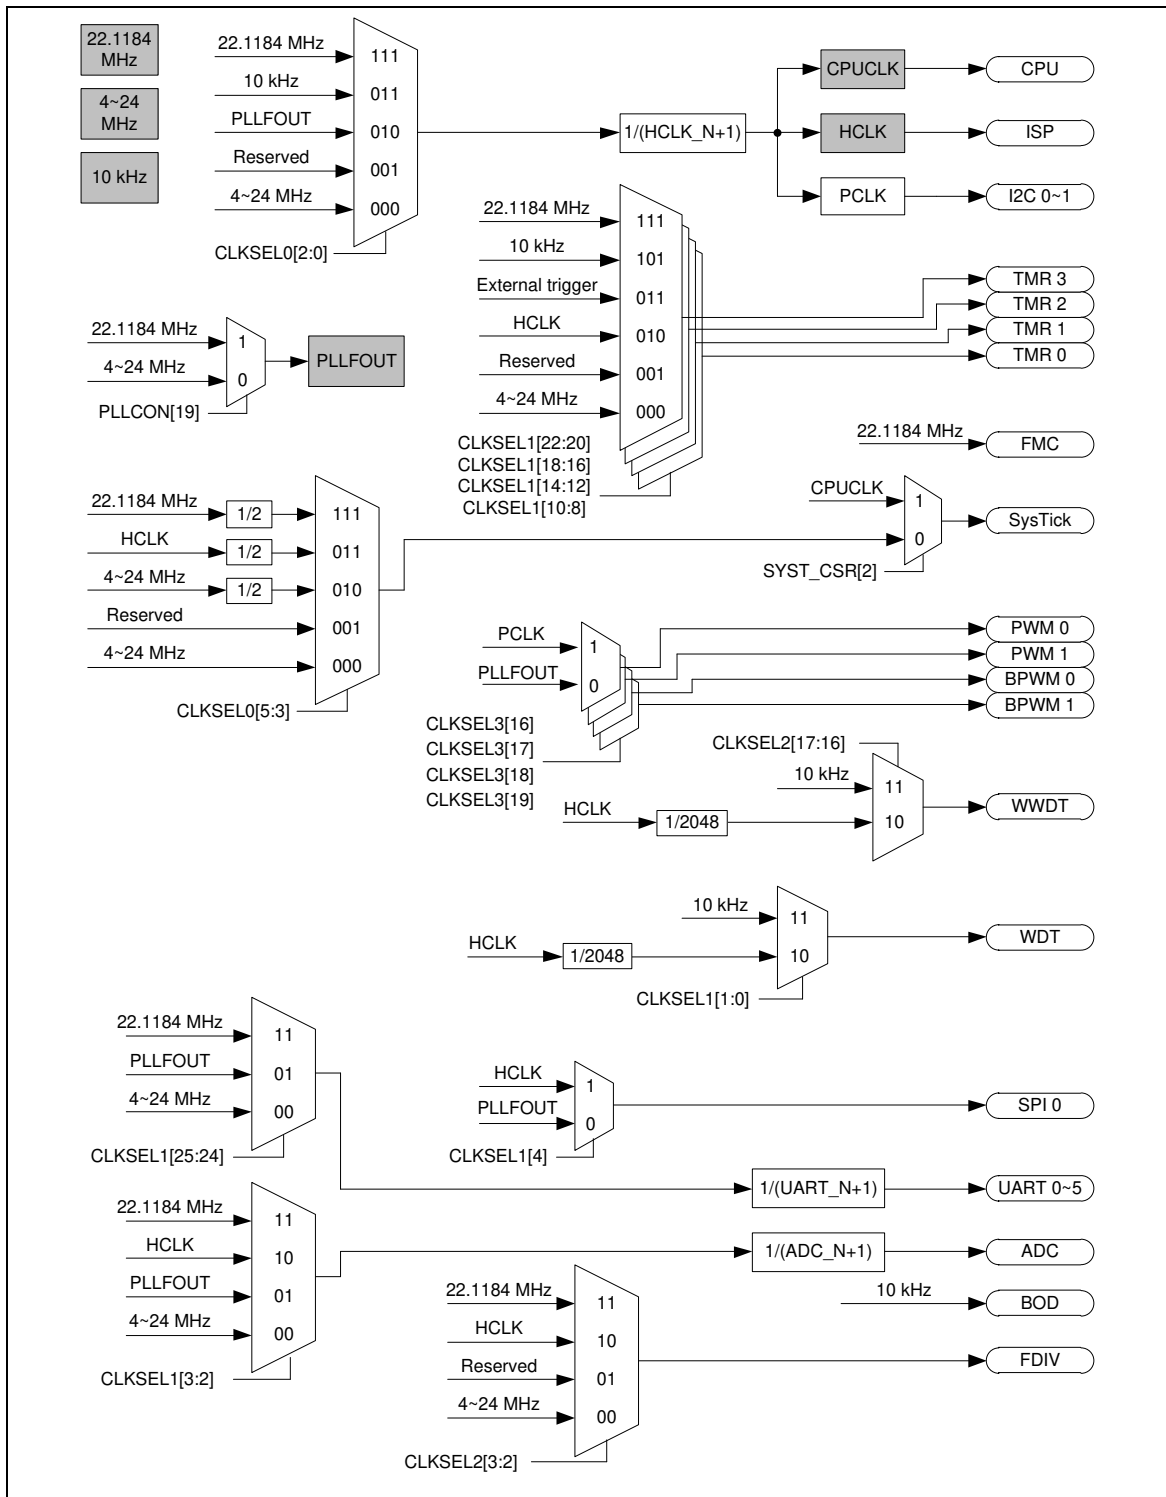 22.1184
MHz
4~24
MHz
10 kHz
22.1184 MHz
111
10 kHz
011
PLLFOUT
010
Reserved
001
4~24 MHz
000
CLKSEL0[2:0]
1/(HCLK_N+1)
CPUCLK
CPU
HCLK
ISP
PCLK
I2C 0~1
22.1184 MHz
111
10 kHz
101
External trigger
011
HCLK
010
Reserved
001
4~24 MHz
000
CLKSEL1[22:20]
CLKSEL1[18:16]
CLKSEL1[14:12]
CLKSEL1[10:8]
TMR 3
TMR 2
TMR 1
TMR 0
22.1184 MHz
1
4~24 MHz
0
PLLCON[19]
PLLFOUT
22.1184 MHz
FMC
22.1184 MHz
1/2
111
HCLK
1/2
011
4~24 MHz
1/2
010
Reserved
001
4~24 MHz
000
CLKSEL0[5:3]
CPUCLK
1
0
SYST_CSR[2]
SysTick
PCLK
1
PLLFOUT
0
CLKSEL3[16]
CLKSEL3[17]
CLKSEL3[18]
CLKSEL3[19]
PWM 0
PWM 1
BPWM 0
BPWM 1
CLKSEL2[17:16]
10 kHz
11
HCLK
1/2048
10
WWDT
10 kHz
11
HCLK
1/2048
10
CLKSEL1[1:0]
WDT
22.1184 MHz
11
PLLFOUT
01
4~24 MHz
00
CLKSEL1[25:24]
HCLK
1
PLLFOUT
0
CLKSEL1[4]
SPI 0
1/(UART_N+1)
UART 0~5
22.1184 MHz
11
HCLK
10
PLLFOUT
01
4~24 MHz
00
CLKSEL1[3:2]
1/(ADC_N+1)
ADC
10 kHz
BOD
22.1184 MHz
11
HCLK
10
Reserved
01
4~24 MHz
00
CLKSEL2[3:2]
FDIV